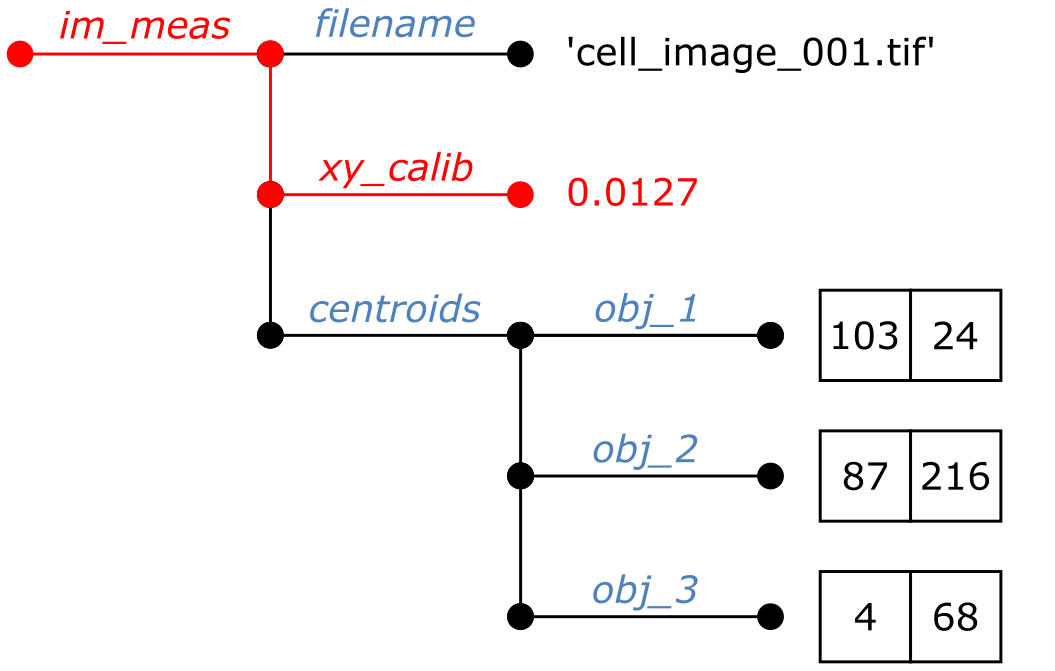 im_meas filename 'cell_image_001.tif'
xy_calib 0.0127
centroids obj_1 103 24
obj_2 87 216
obj_3 4 68